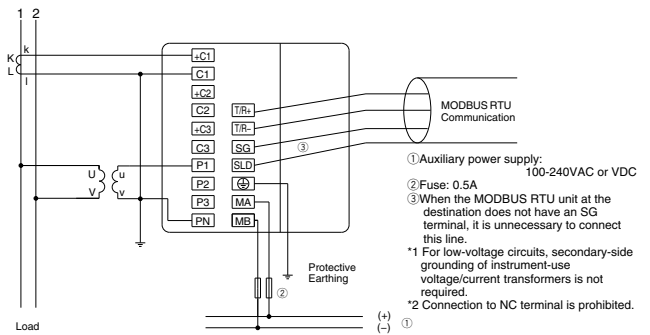 1 2
k
K
L
l
+C1
C1
+C2
C2 T/R+
+C3 T/R−
C3 SG ③
P1 SLD
P2
P3 MA
PN MB
U u
V v
MODBUS RTU
Communication
①Auxiliary power supply:
100-240VAC or VDC
②Fuse: 0.5A
③When the MODBUS RTU unit at the
destination does not have an SG
terminal, it is unnecessary to connect
this line.
*1 For low-voltage circuits, secondary-side
grounding of instrument-use
voltage/current transformers is not
required.
*2 Connection to NC terminal is prohibited.
Protective
Earthing
②
(+)
(−) ①
Load